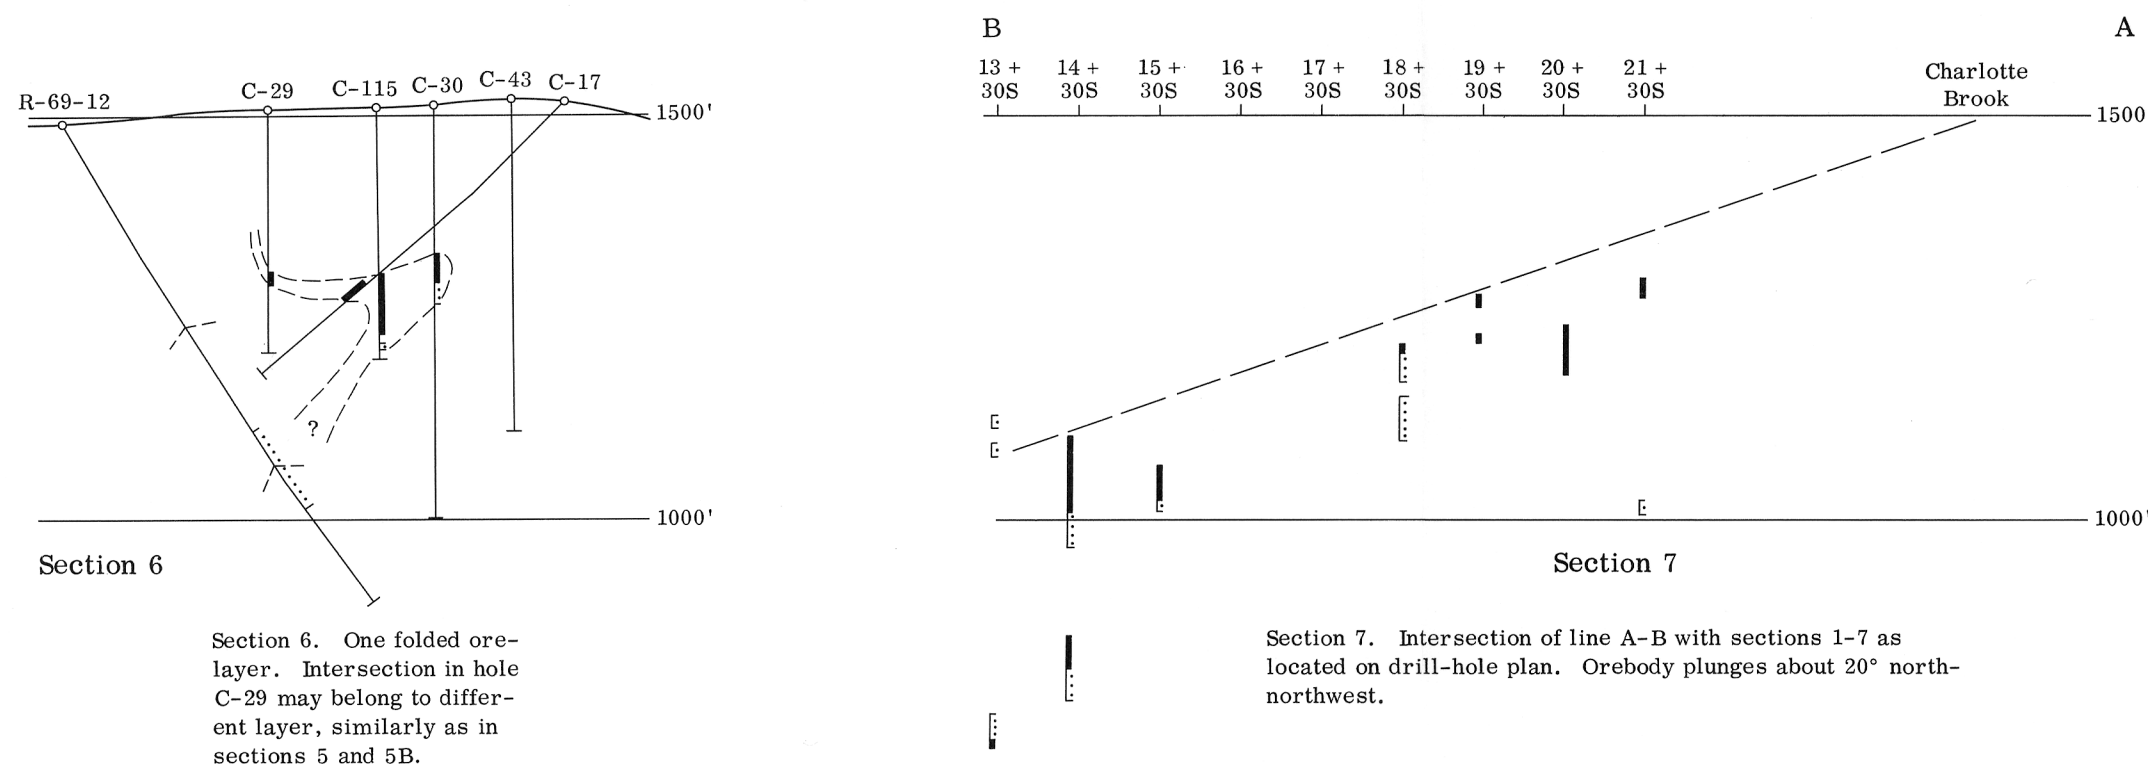 R-69-12
C-29
C-115
C-30
C-43
C-17
1500'
?
1000'
Section 6
Section 6. One folded ore-
layer. Intersection in hole
C-29 may belong to differ-
ent layer, similarly as in
sections 5 and 5B.
B
A
13 +
30S
14 +
30S
15 +
30S
16 +
30S
17 +
30S
18 +
30S
19 +
30S
20 +
30S
21 +
30S
Charlotte
Brook
1500
1000'
Section 7
Section 7. Intersection of line A-B with sections 1-7 as
located on drill-hole plan. Orebody plunges about 20° north-
northwest.